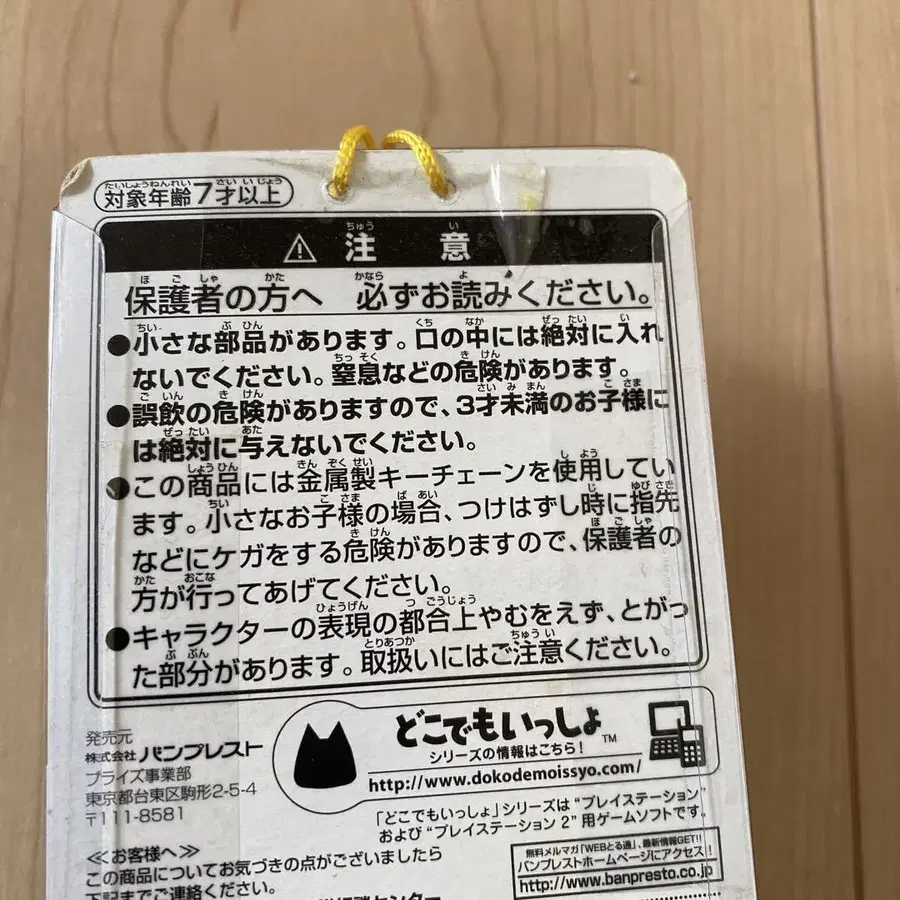 対象年齢7才以上
⚠ 注意
保護者の方へ 必ずお読みください。
●小さな部品があります。口の中には絶対に入れ
ないでください。窒息などの危険があります。
●誤飲の危険がありますので、3才未満のお子様に
は絶対に与えないでください。
●この商品には金属製キーチェーンを使用してい
ます。小さなお子様の場合、つけはずし時に指先
などにケガをする危険がありますので、保護者の
方が行ってあげてください。
●キャラクターの表現の都合上やむをえず、とがっ
た部分があります。取扱いにはご注意ください。
発売元
株式会社バンプレスト
プライズ事業部
東京都台東区駒形2-5-4
〒111-8581
どこでもいっしょ™
シリーズの情報はこちら!
http://www.dokodemoissyo.com/
「どこでもいっしょ」シリーズは"プレイステーション"
および"プレイステーション 2"用ゲームソフトです。
≪お客様へ≫
この商品についてお気づきの点がございましたら
下記までご連絡ください。
無料メルマガ「WEBとる通」、最新情報GET!!
バンプレストホームページにアクセス!
http://www.banpresto.co.jp